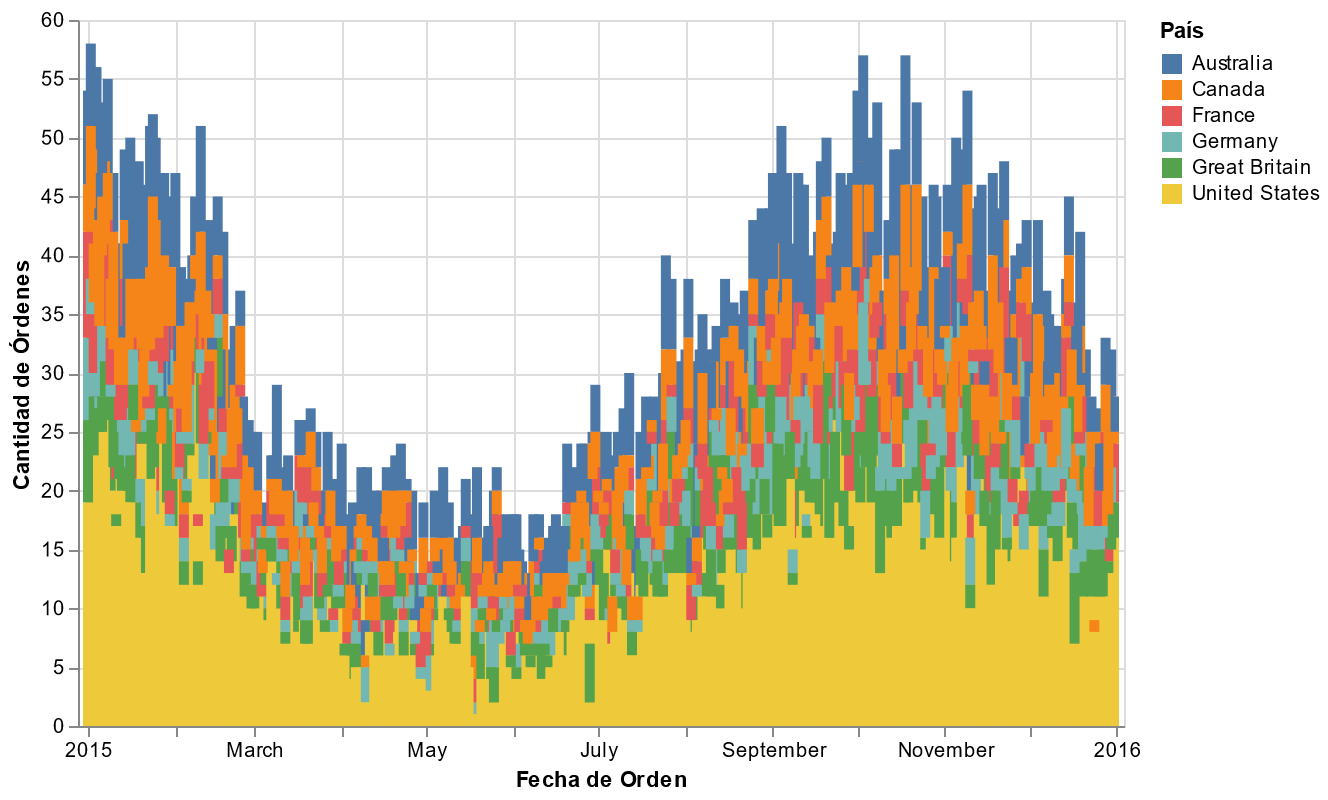 Cantidad de Órdenes
60
55
50
45
40
35
30
25
20
15
10
5
0
2015 March May July September November 2016
Fecha de Orden
País
Australia
Canada
France
Germany
Great Britain
United States